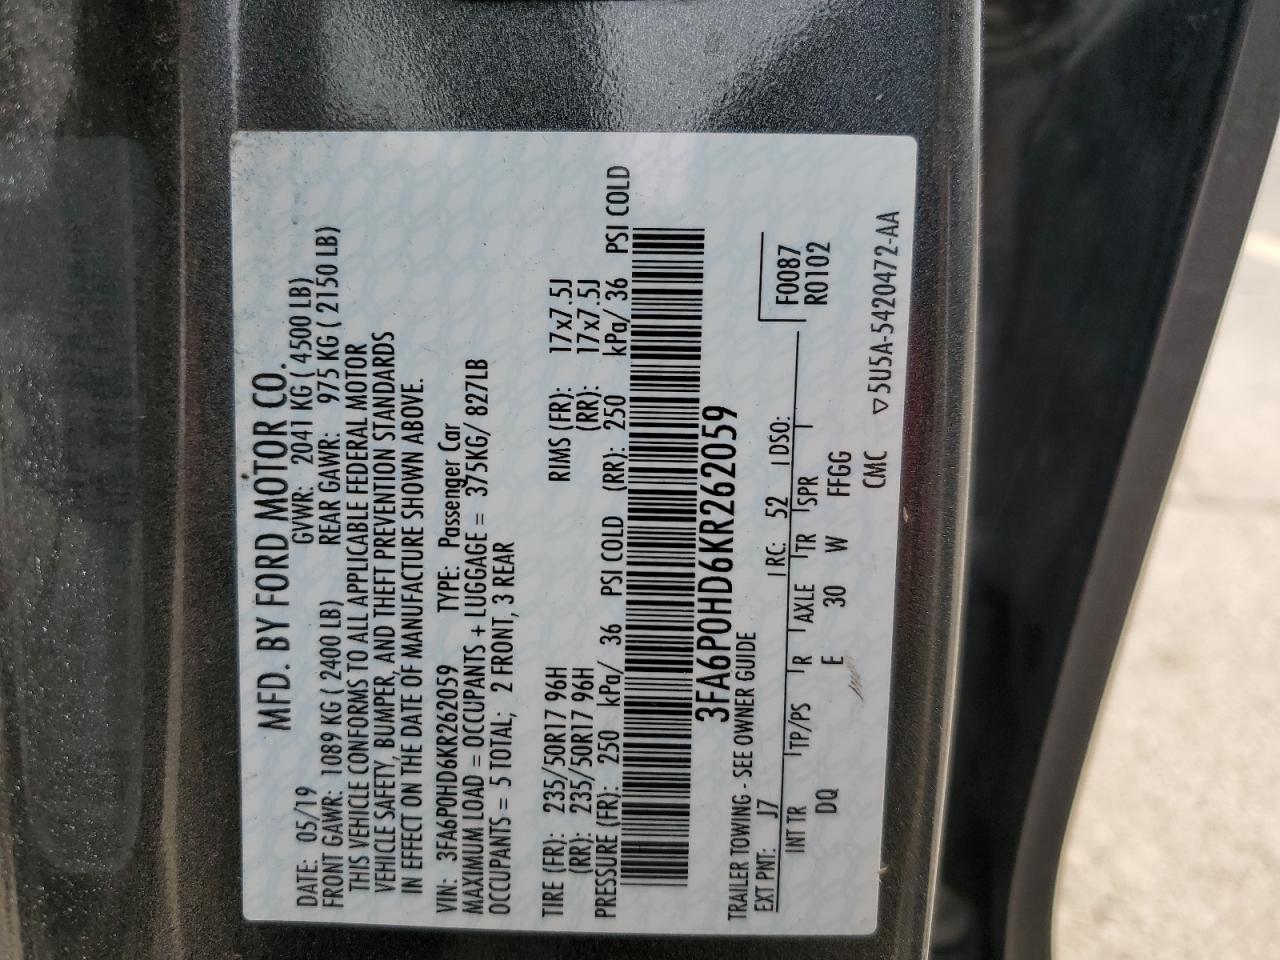 MFD. BY FORD MOTOR CO.
DATE: 05/19 GVWR: 2041 KG ( 4500 LB)
FRONT GAWR: 1089 KG ( 2400 LB) REAR GAWR: 975 KG ( 2150 LB)
THIS VEHICLE CONFORMS TO ALL APPLICABLE FEDERAL MOTOR
VEHICLE SAFETY, BUMPER, AND THEFT PREVENTION STANDARDS
IN EFFECT ON THE DATE OF MANUFACTURE SHOWN ABOVE.
VIN: 3FA6P0HD6KR262059 TYPE: Passenger Car
MAXIMUM LOAD = OCCUPANTS + LUGGAGE = 375KG/ 827LB
OCCUPANTS = 5 TOTAL; 2 FRONT, 3 REAR
TIRE (FR): 235/50R17 96H RIMS (FR): 17x7.5J
(RR): 235/50R17 96H (RR): 17x7.5J
PRESSURE (FR): 250 kPa/ 36 PSI COLD (RR): 250 kPa/ 36 PSI COLD
3FA6P0HD6KR262059
TRAILER TOWING - SEE OWNER GUIDE
EXT PNT: J7 RC: 52 DSO: F0087
R0102
INT TR TP/PS R AXLE TR SPR
DQ E 30 W FFGG
CMC ▽5U5A-5420472-AA